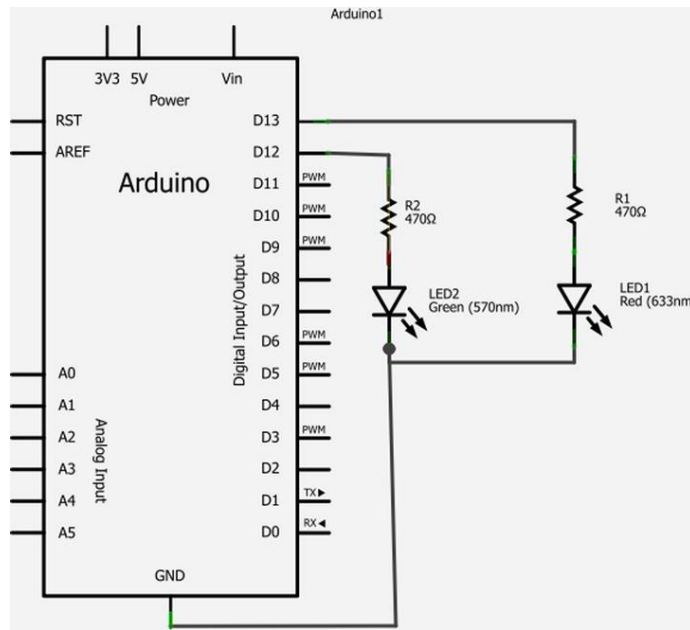 Arduino1
3V3 5V Vin
Power
RST
AREF
Arduino
D13
D12
D11 PWM
D10 PWM
D9 PWM
D8
D7
D6 PWM
D5 PWM
D4
D3 PWM
D2
D1 TX▶
D0 RX◀
Digital Input/Output
A0
A1
A2
A3
A4
A5
Analog Input
GND
R2
470Ω
LED2
Green (570nm)
R1
470Ω
LED1
Red (633nm